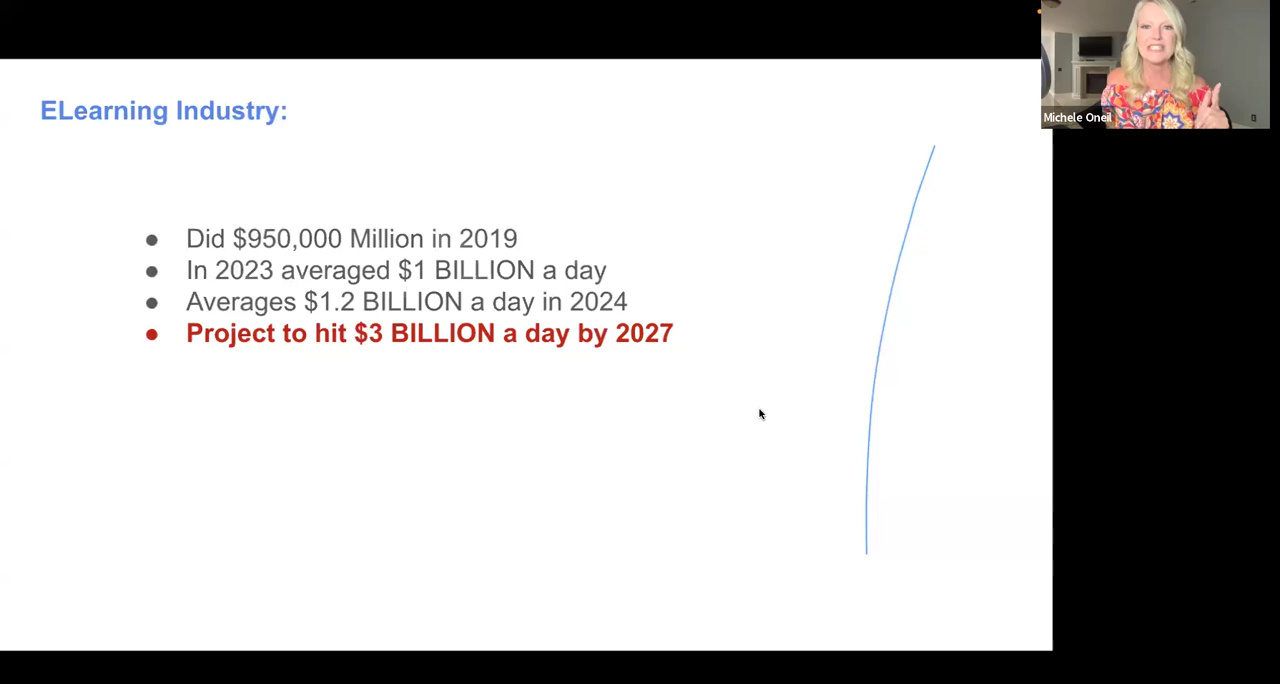 ELearning Industry:
● Did $950,000 Million in 2019
● In 2023 averaged $1 BILLION a day
● Averages $1.2 BILLION a day in 2024
● Project to hit $3 BILLION a day by 2027
Michele Oneil